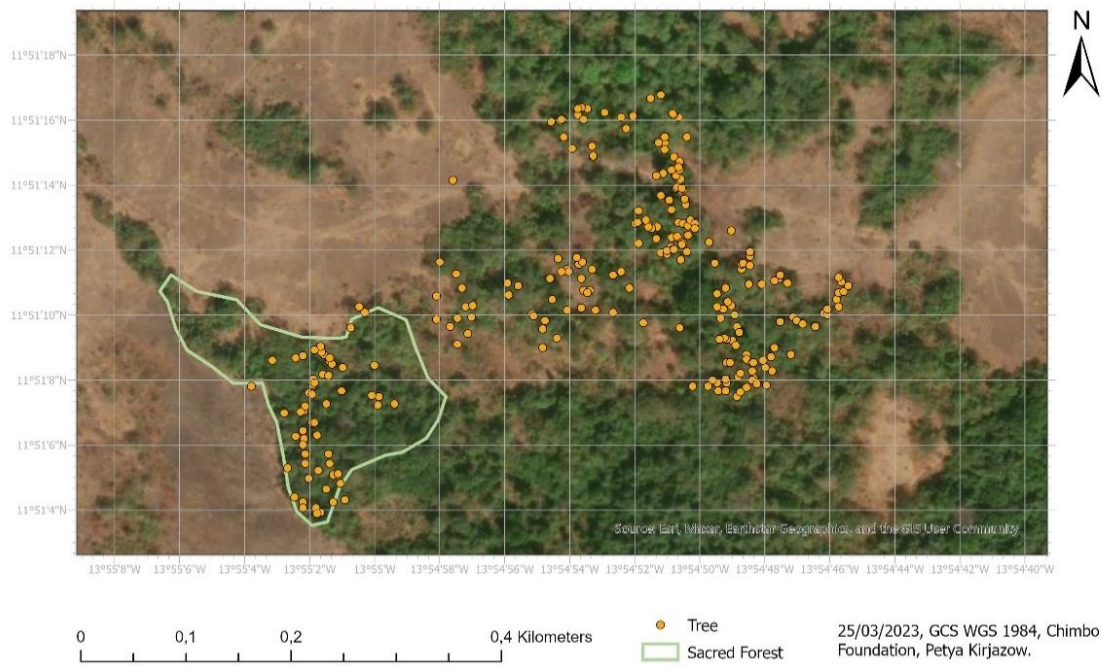 N
11°51'18"N
11°51'16"N
11°51'14"N
11°51'12"N
11°51'10"N
11°51'8"N
11°51'6"N
11°51'4"N
Source: Esri, Maxar, Earthstar Geographics, and the GIS User Community
13°55'8"W 13°55'6"W 13°55'4"W 13°55'2"W 13°55'0"W 13°54'58"W 13°54'56"W 13°54'54"W 13°54'52"W 13°54'50"W 13°54'48"W 13°54'46"W 13°54'44"W 13°54'42"W 13°54'40"W
0 0,1 0,2 0,4 Kilometers
Tree
Sacred Forest
25/03/2023, GCS WGS 1984, Chimbo
Foundation, Petya Kirjazow.